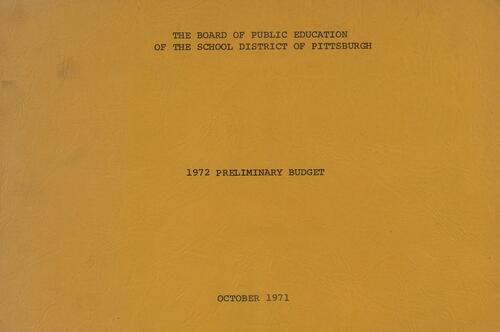 THE BOARD OF PUBLIC EDUCATION
OF THE SCHOOL DISTRICT OF PITTSBURGH
1972 PRELIMINARY BUDGET
OCTOBER 1971